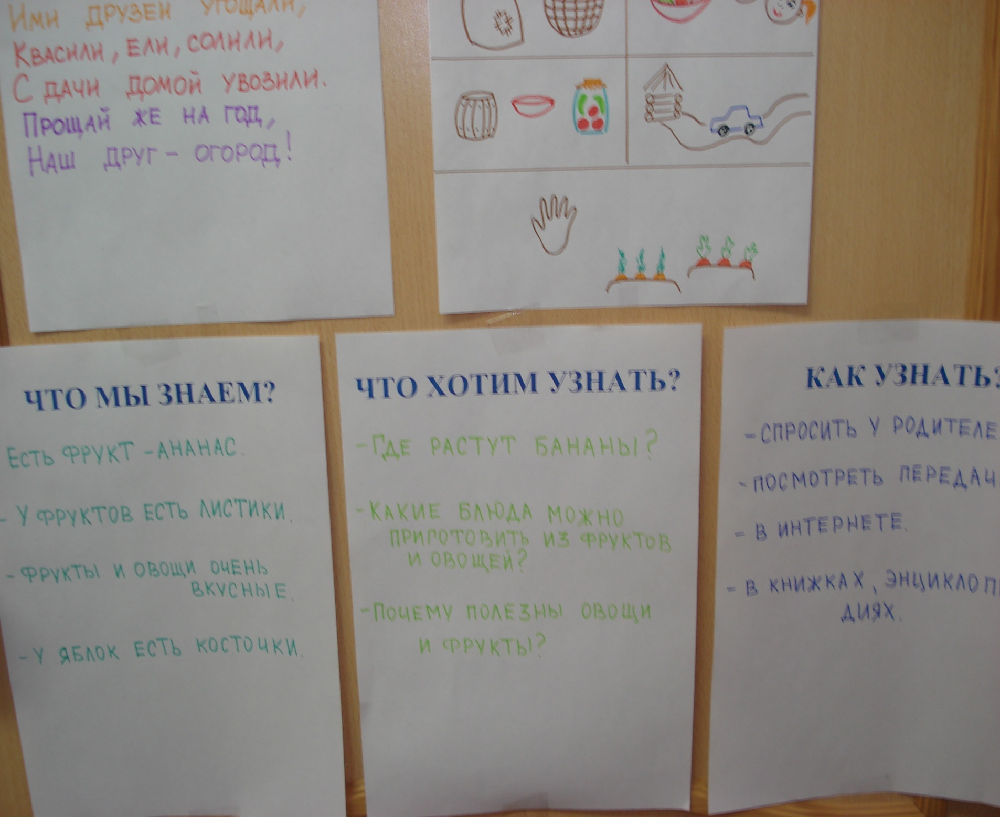 Ими друзей угощали,
Квасили, ели, солили,
С дачи домой увозили.
Прощай же на год,
Наш друг – огород!
ЧТО МЫ ЗНАЕМ?
Есть фрукт – ананас.
- У фруктов есть листики.
- Фрукты и овощи очень
вкусные.
- У яблок есть косточки.
ЧТО ХОТИМ УЗНАТЬ?
- Где растут бананы?
- Какие блюда можно
приготовить из фруктов
и овощей?
- Почему полезны овощи
и фрукты?
КАК УЗНАТЬ?
- СПРОСИТЬ У РОДИТЕЛЕ
- ПОСМОТРЕТЬ ПЕРЕДАЧ
- В ИНТЕРНЕТЕ.
- В КНИЖКАХ, ЭНЦИКЛОП
ДИЯХ.